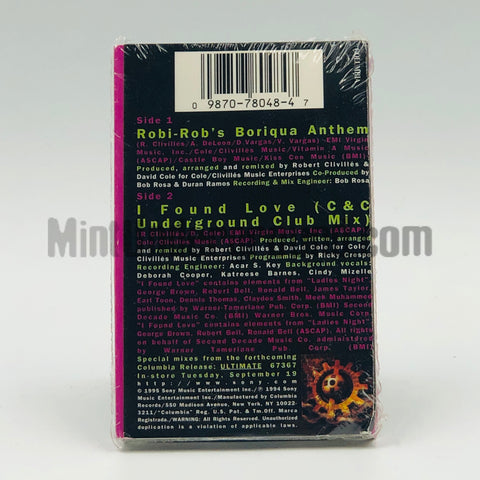 0 9870-78048-4 7
Side 1
Robi-Rob's Boriqua Anthem
(R. Clivillés/A. DeLeon/D.Vargas/V. Vargas) EMI Virgin
Music, Inc./Cole/Clivilles Music/Vitamin A Music
(ASCAP)/Castle Boy Music/Kiss Con Music (BMI)
Produced, arranged and remixed by Robert Clivillés &
David Cole for Cole/Clivillés Music Enterprises Co-Produced by
Bob Rosa & Duran Ramos Recording & Mix Engineer: Bob Rosa
Side 2
I Found Love (C&C
Underground Club Mix)
(R. Clivillés/D. Cole) EMI Virgin Music, Inc. (ASCAP)
Cole/Clivilles Music (ASCAP) Produced, written, arranged
and remixed by Robert Clivillés & David Cole for Cole/
Clivillés Music Enterprises Programming by Ricky Crespo
Recording Engineer: Acar S. Key Background vocals:
Deborah Cooper, Katreese Barnes, Cindy Mizelle
"I Found Love" contains elements from "Ladies Night"
George Brown, Robert Bell, Ronald Bell, James Taylor,
Earl Toon, Dennis Thomas, Claydes Smith, Meek Muhammed
published by Warner-Tamerlane Pub. Corp. (BMI) Second
Decade Music Co. (BMI) Warner Bros. Music Corp.
"I Found Love" contains elements from "Ladies Night"
George Brown, Robert Bell, Ronald Bell (ASCAP). All rights
on behalf of Second Decade Music Co. administered
by Warner Tamerlane Pub. Corp. (BMI)
Special mixes from the forthcoming
Columbia Release: ULTIMATE 67367
In-store Tuesday, September 19
http://www.sony.com
© 1995 Sony Music Entertainment Inc./ ℗ 1994 Sony
Music Entertainment Inc./Manufactured by Columbia
Records/550 Madison Avenue, New York, NY 10022-
3211/"Columbia" Reg. U.S. Pat. & Tm.Off. Marca
Registrada./WARNING: All Rights Reserved. Unauthorized
duplication is a violation of applicable laws.